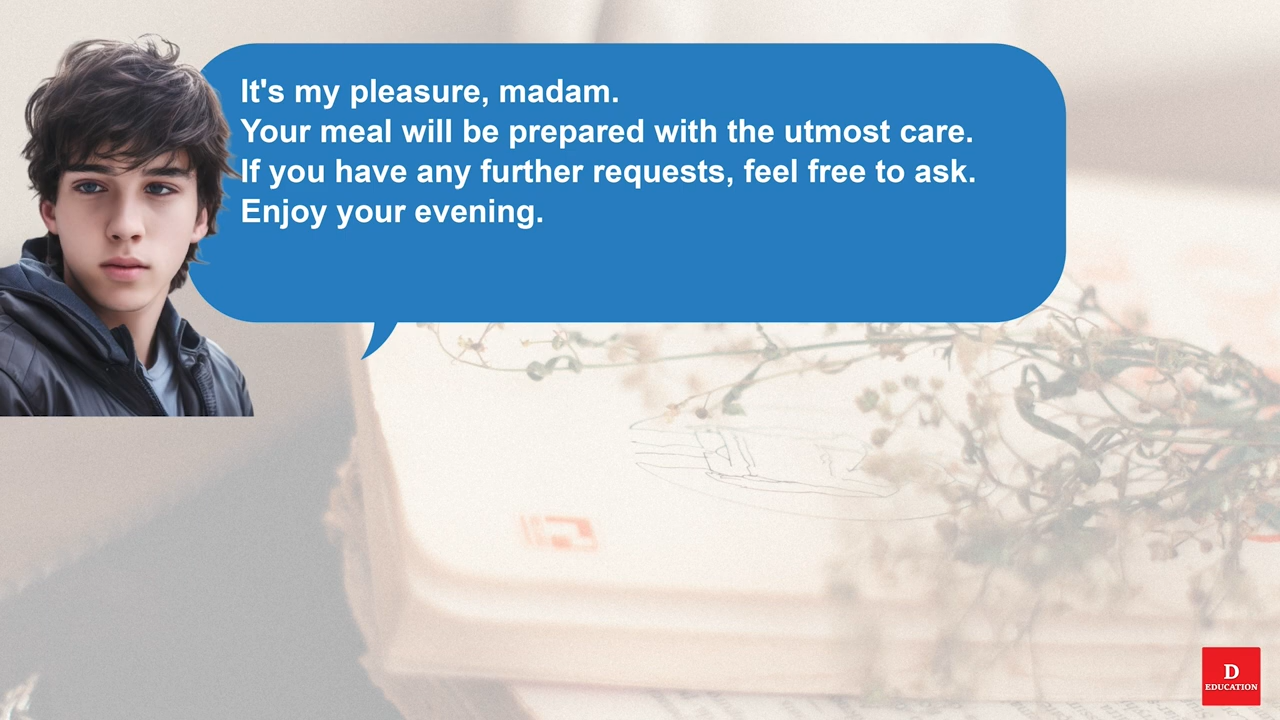 It's my pleasure, madam.
Your meal will be prepared with the utmost care.
If you have any further requests, feel free to ask.
Enjoy your evening.
D
EDUCATION